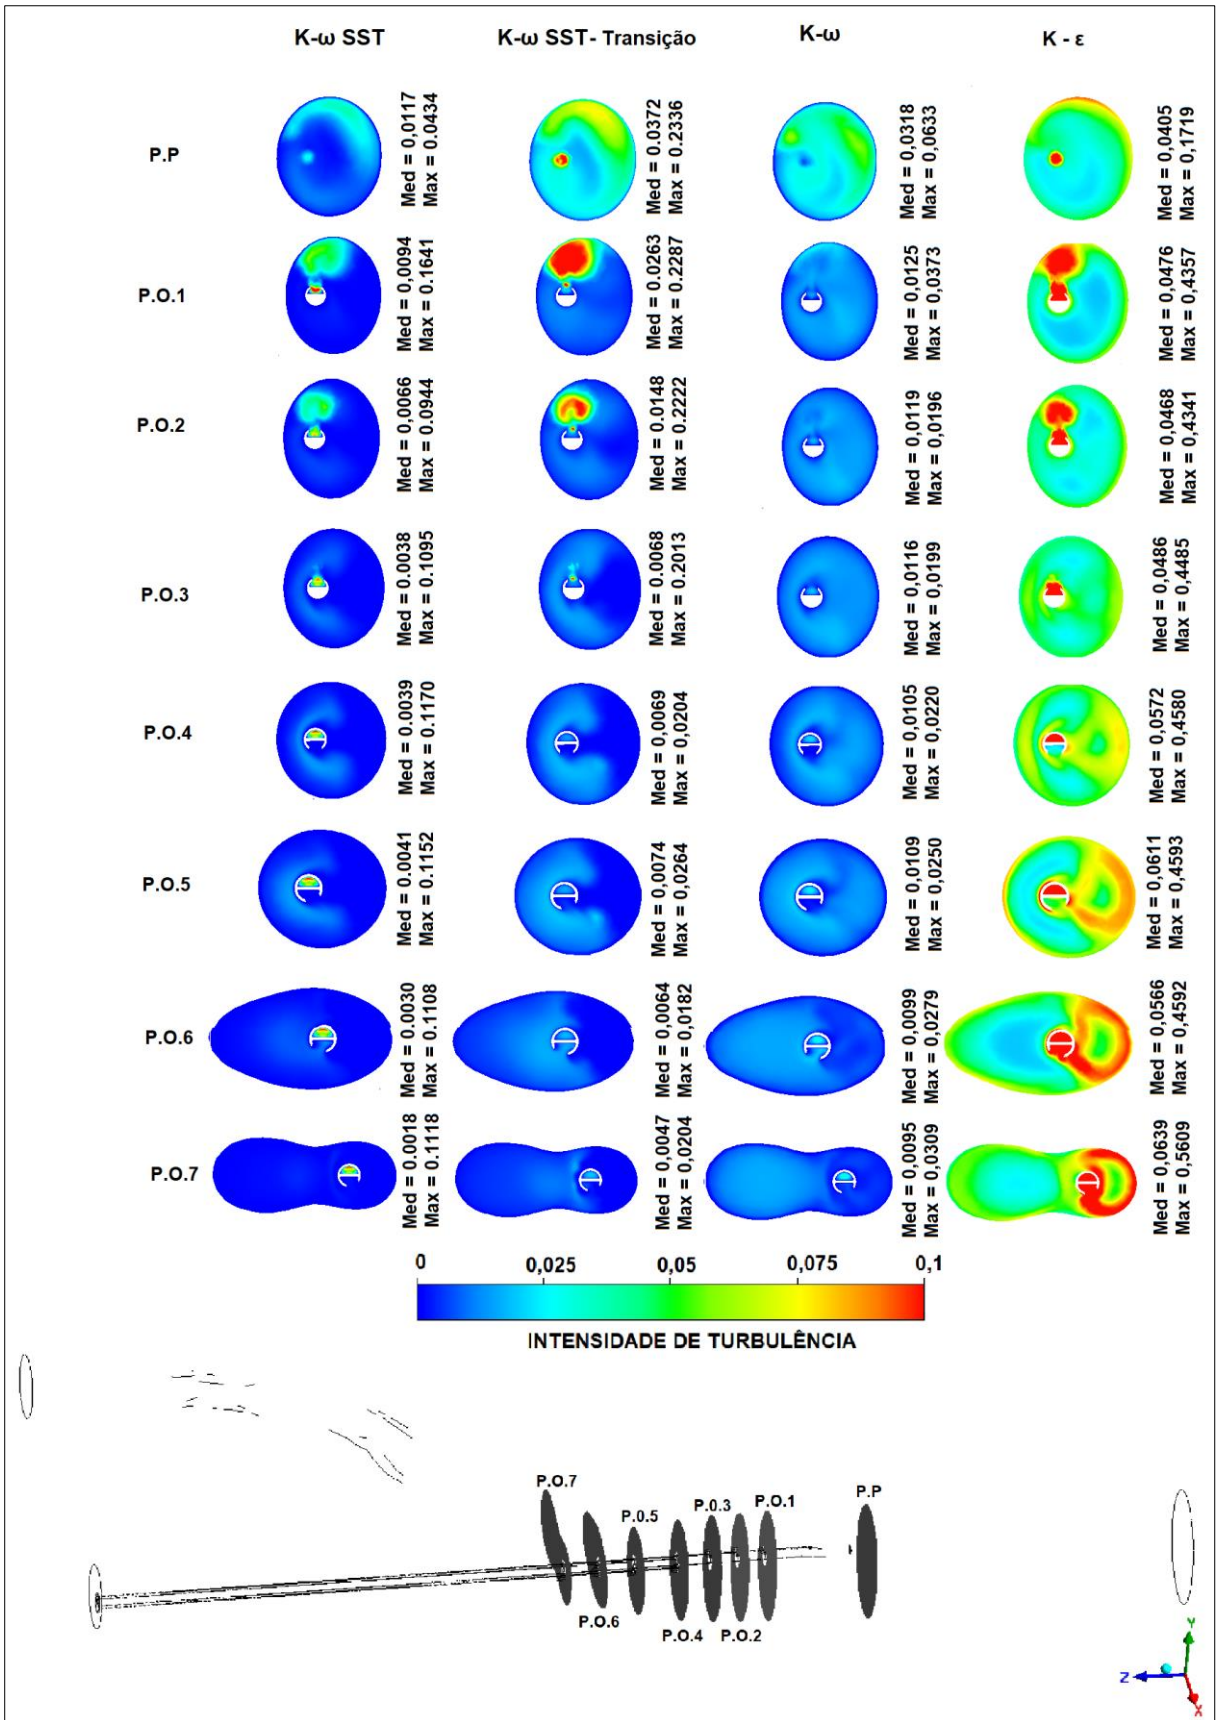 K-ω SST
K-ω SST- Transição
K-ω
K - ε
P.P
Med = 0,0117
Max = 0.0434
Med = 0.0372
Max = 0.2336
Med = 0,0318
Max = 0,0633
Med = 0,0405
Max = 0,1719
P.O.1
Med = 0,0094
Max = 0.1641
Med = 0.0263
Max = 0.2287
Med = 0,0125
Max = 0,0373
Med = 0,0476
Max = 0,4357
P.O.2
Med = 0,0066
Max = 0.0944
Med = 0.0148
Max = 0.2222
Med = 0,0119
Max = 0,0196
Med = 0,0468
Max = 0,4341
P.O.3
Med = 0.0038
Max = 0.1095
Med = 0.0068
Max = 0.2013
Med = 0,0116
Max = 0,0199
Med = 0,0486
Max = 0,4485
P.O.4
Med = 0.0039
Max = 0.1170
Med = 0,0069
Max = 0,0204
Med = 0,0105
Max = 0,0220
Med = 0,0572
Max = 0,4580
P.O.5
Med = 0.0041
Max = 0.1152
Med = 0,0074
Max = 0,0264
Med = 0,0109
Max = 0,0250
Med = 0,0611
Max = 0,4593
P.O.6
Med = 0.0030
Max = 0.1108
Med = 0,0064
Max = 0,0182
Med = 0,0099
Max = 0,0279
Med = 0,0566
Max = 0,4592
P.O.7
Med = 0.0018
Max = 0.1118
Med = 0,0047
Max = 0,0204
Med = 0,0095
Max = 0,0309
Med = 0,0639
Max = 0,5609
0 0,025 0,05 0,075 0,1
INTENSIDADE DE TURBULÊNCIA
P.O.7
P.0.5
P.0.3
P.O.1
P.P
P.O.6
P.O.4
P.O.2
Y
Z
X